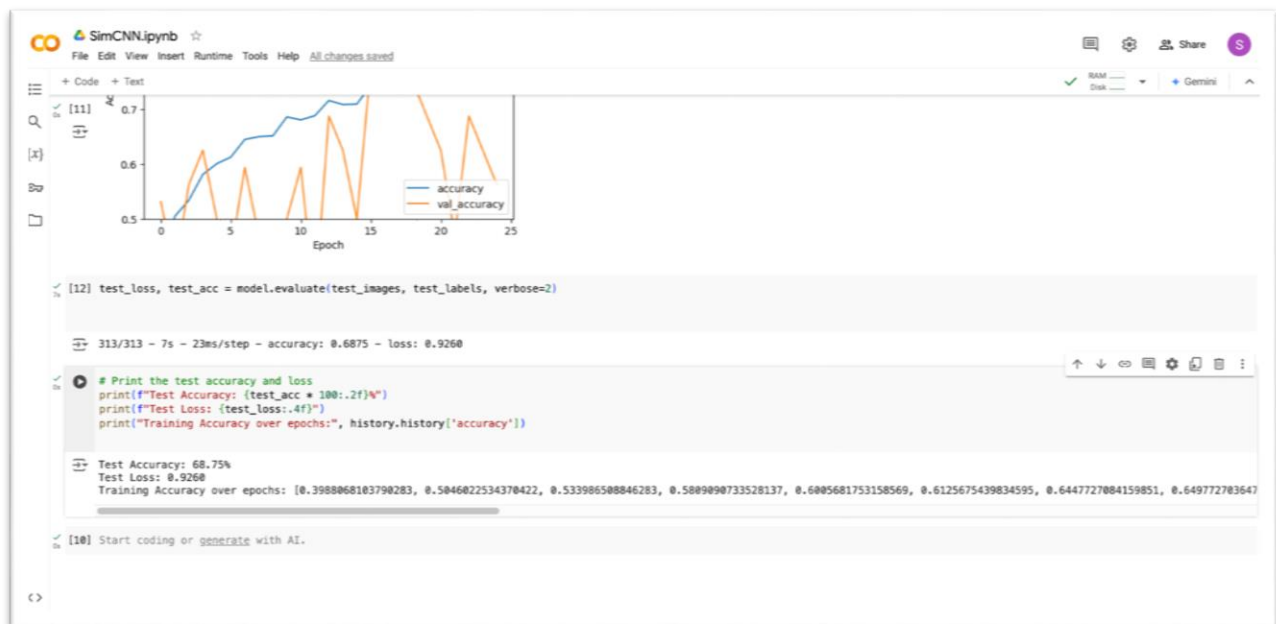 SimCNN.ipynb
File Edit View Insert Runtime Tools Help All changes saved
Share
S
+ Code + Text
RAM
Disk
Gemini
[11]
0.7
0.6
0.5
accuracy
val_accuracy
0 5 10 15 20 25
Epoch
{x}
[12] test_loss, test_acc = model.evaluate(test_images, test_labels, verbose=2)
313/313 - 7s - 23ms/step - accuracy: 0.6875 - loss: 0.9260
# Print the test accuracy and loss
print(f"Test Accuracy: {test_acc * 100:.2f}%")
print(f"Test Loss: {test_loss:.4f}")
print("Training Accuracy over epochs:", history.history['accuracy'])
Test Accuracy: 68.75%
Test Loss: 0.9260
Training Accuracy over epochs: [0.3988068103790283, 0.5046022534370422, 0.533986508846283, 0.5809090733528137, 0.6005681753158569, 0.6125675439834595, 0.6447727084159851, 0.649772703647
[10] Start coding or generate with AI.